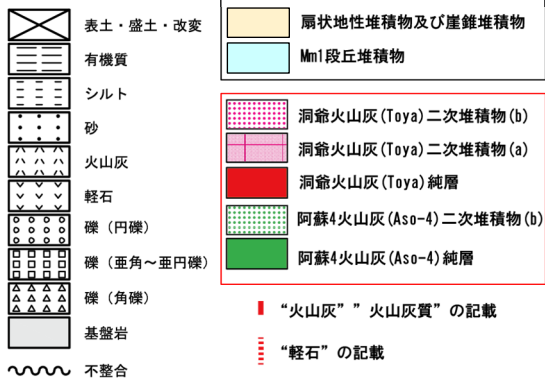 表土・盛土・改変
有機質
シルト
砂
火山灰
軽石
礫（円礫）
礫（亜角～亜円礫）
礫（角礫）
基盤岩
不整合
扇状地性堆積物及び崖錐堆積物
Mm1段丘堆積物
洞爺火山灰(Toya)二次堆積物(b)
洞爺火山灰(Toya)二次堆積物(a)
洞爺火山灰(Toya)純層
阿蘇4火山灰(Aso-4)二次堆積物(b)
阿蘇4火山灰(Aso-4)純層
“火山灰””火山灰質”の記載
“軽石”の記載